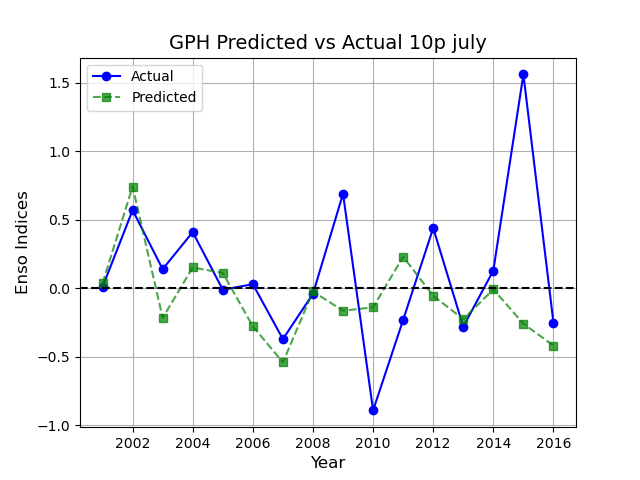 GPH Predicted vs Actual 10p july
Actual
Predicted
Enso Indices
1.5
1.0
0.5
0.0
−0.5
−1.0
2002 2004 2006 2008 2010 2012 2014 2016
Year